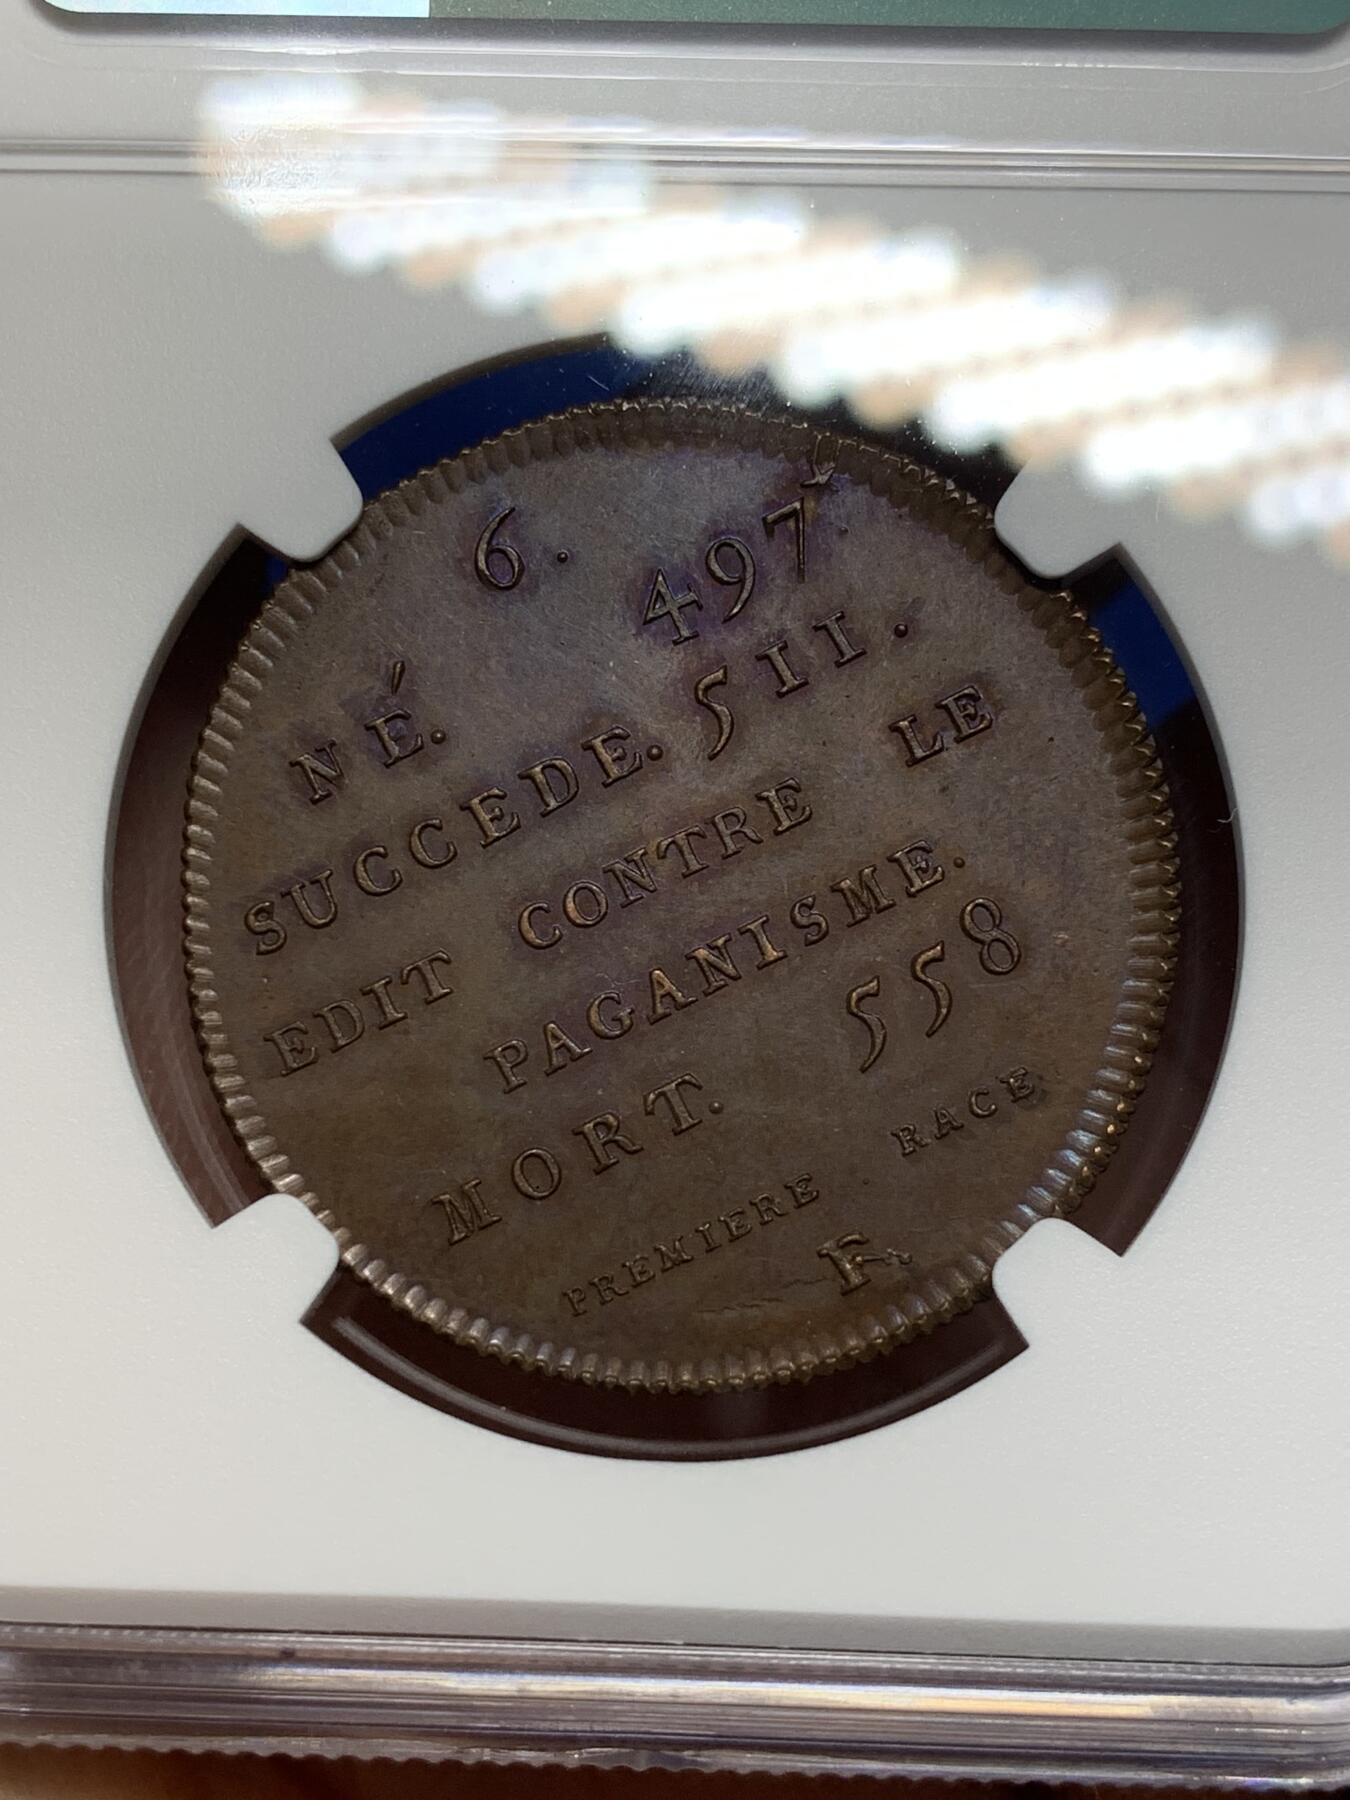 6.
NÉ. 497.
SUCCEDE. 511.
EDIT CONTRE LE
PAGANISME.
MORT. 558
PREMIERE RACE
F.